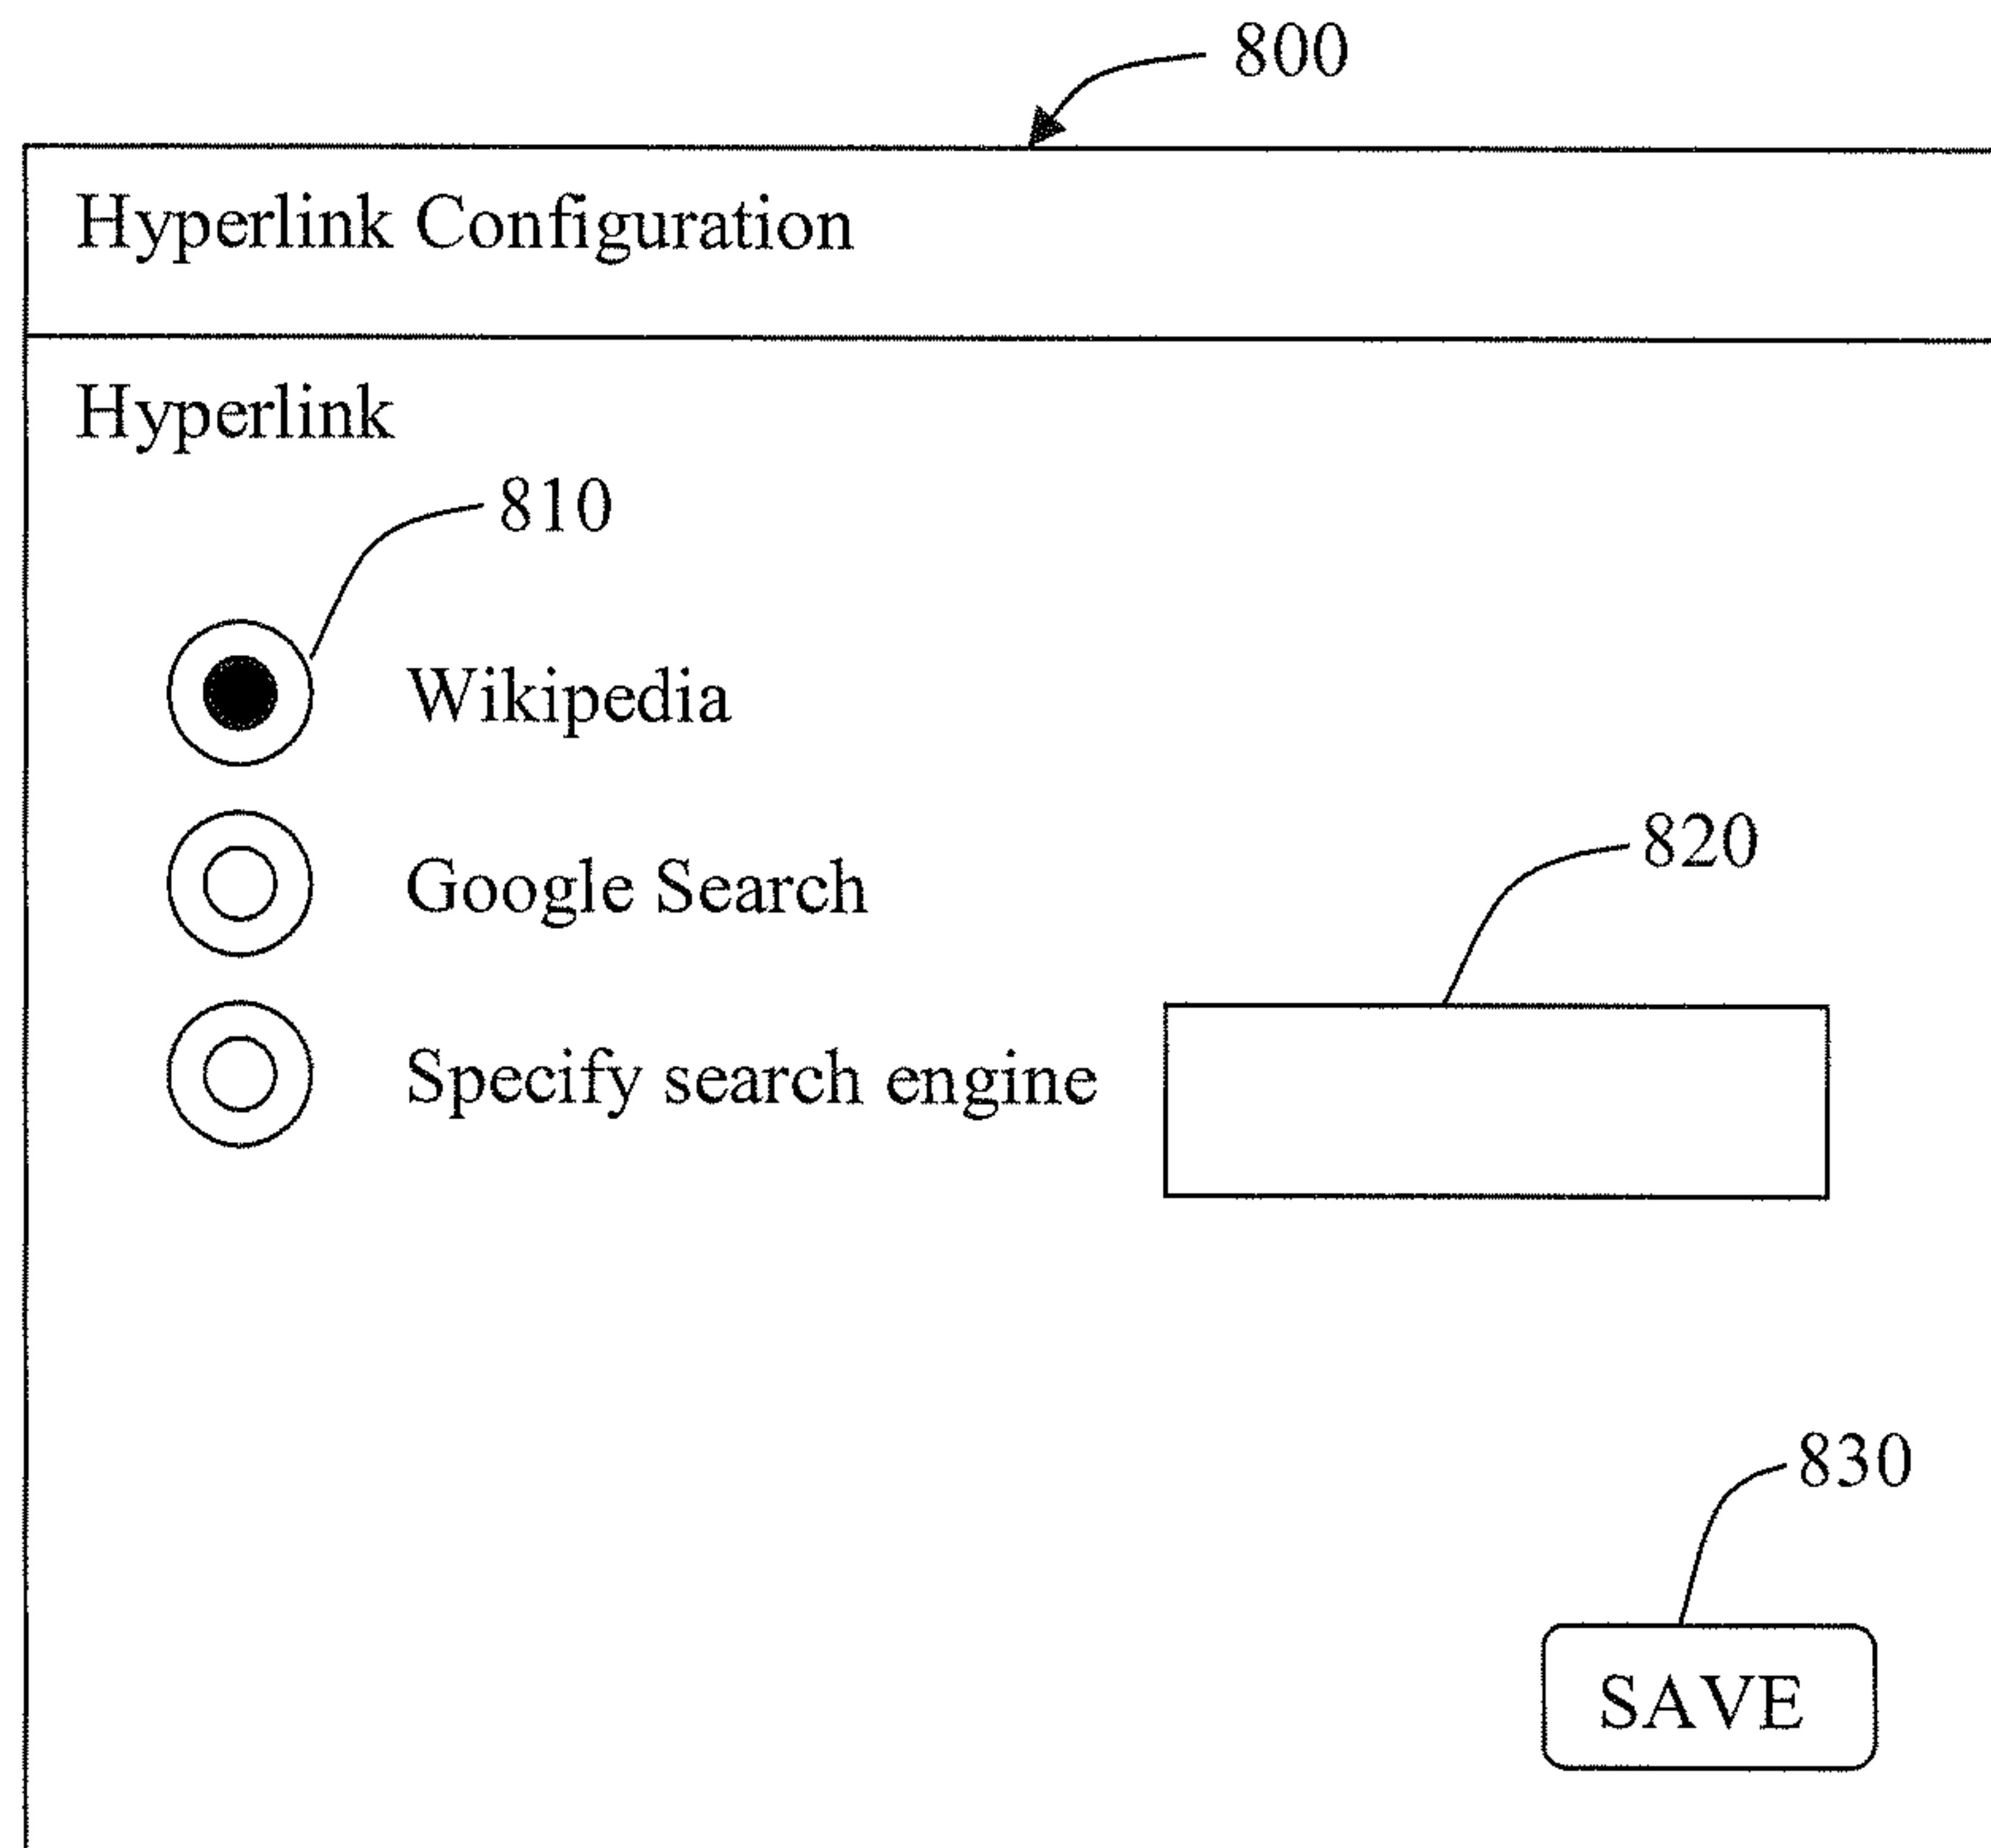 800
Hyperlink Configuration
Hyperlink
810
Wikipedia
820
Google Search
Specify search engine
830
SAVE